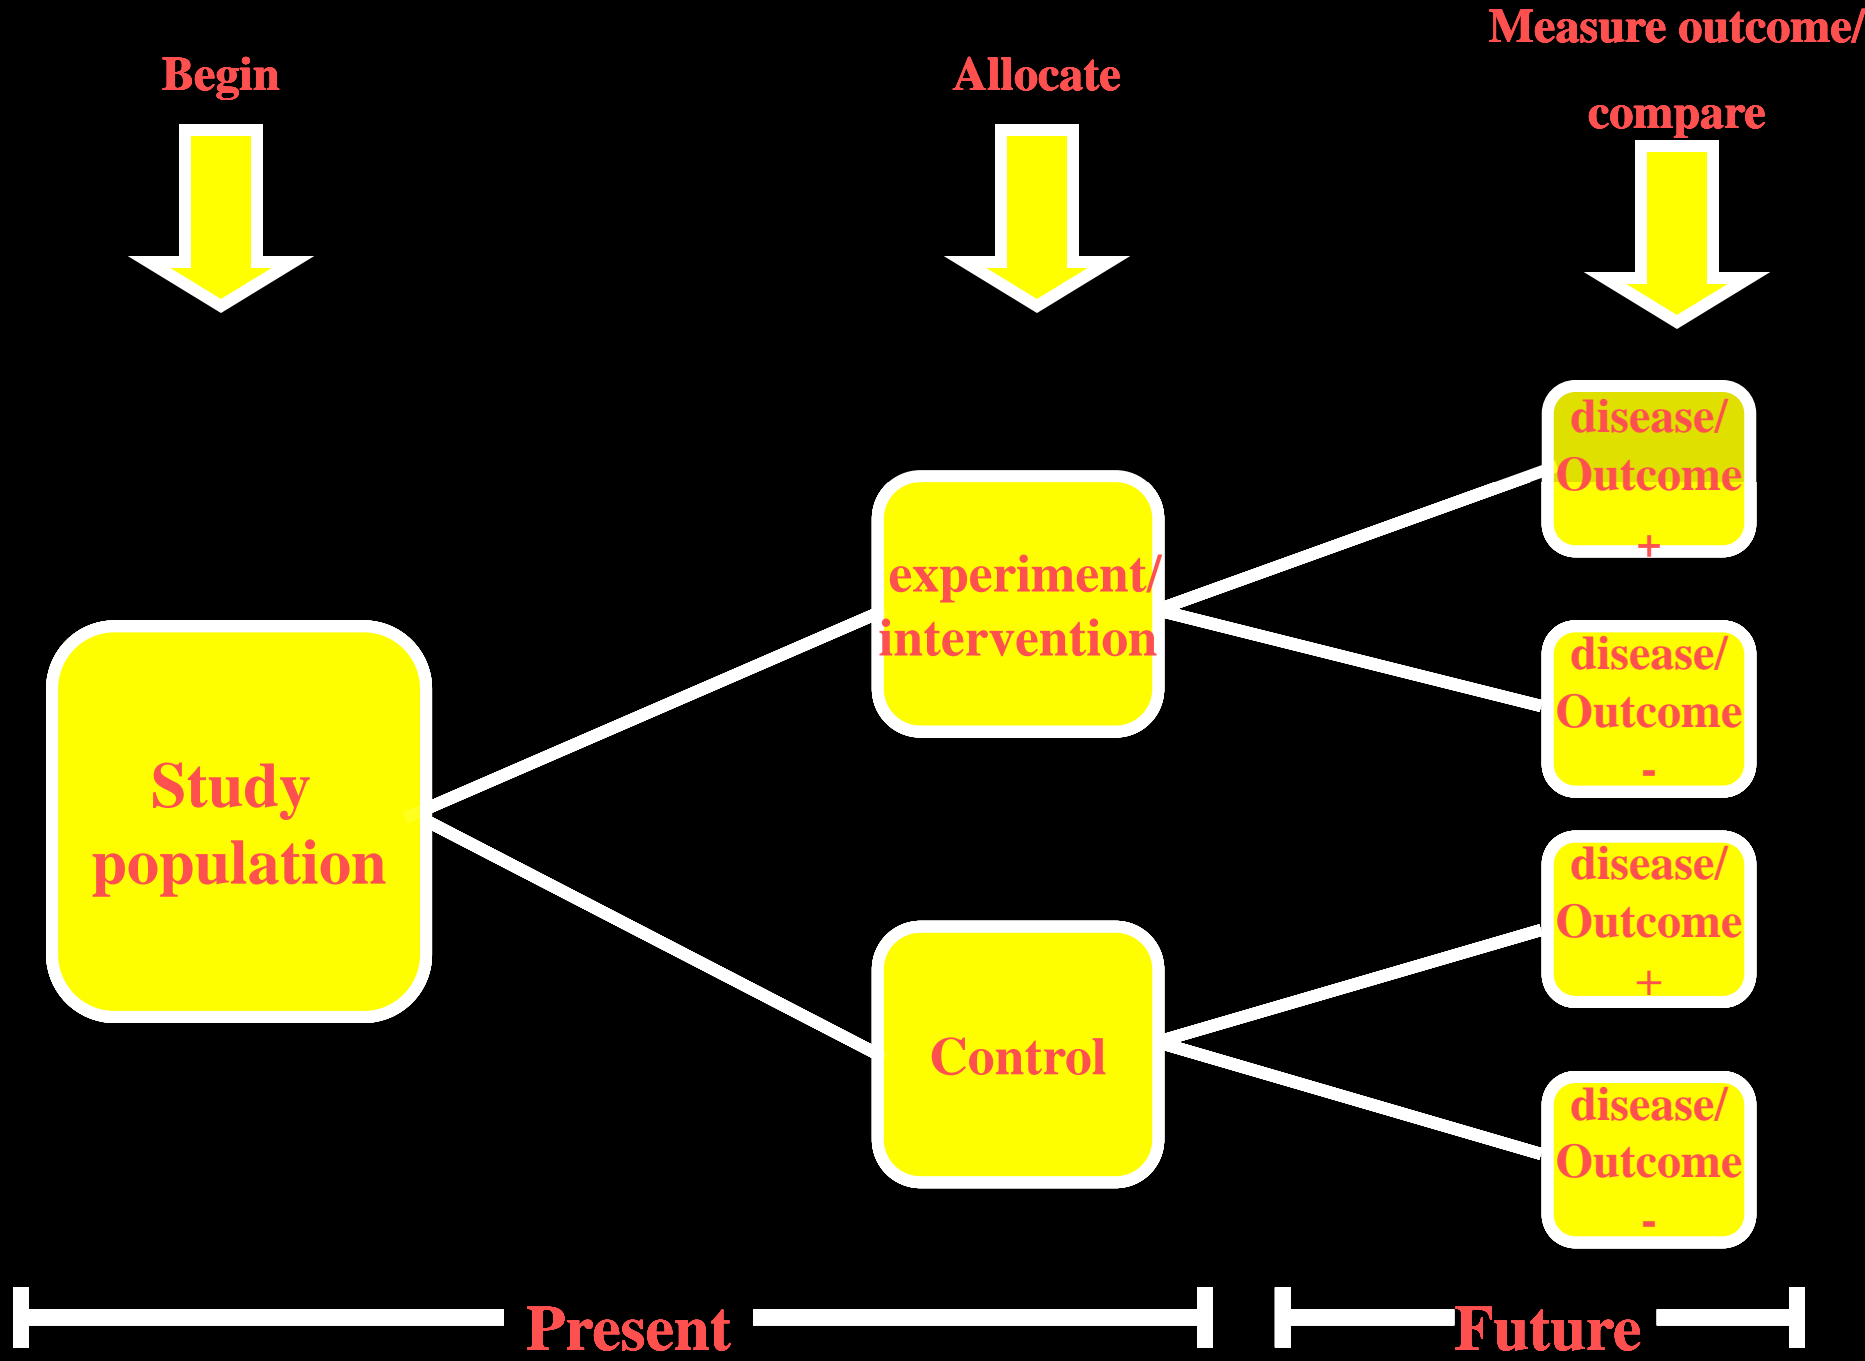 Begin
Allocate
Measure outcome/
compare
Study
population
experiment/
intervention
Control
disease/
Outcome
+
disease/
Outcome
-
disease/
Outcome
+
disease/
Outcome
-
Present
Future